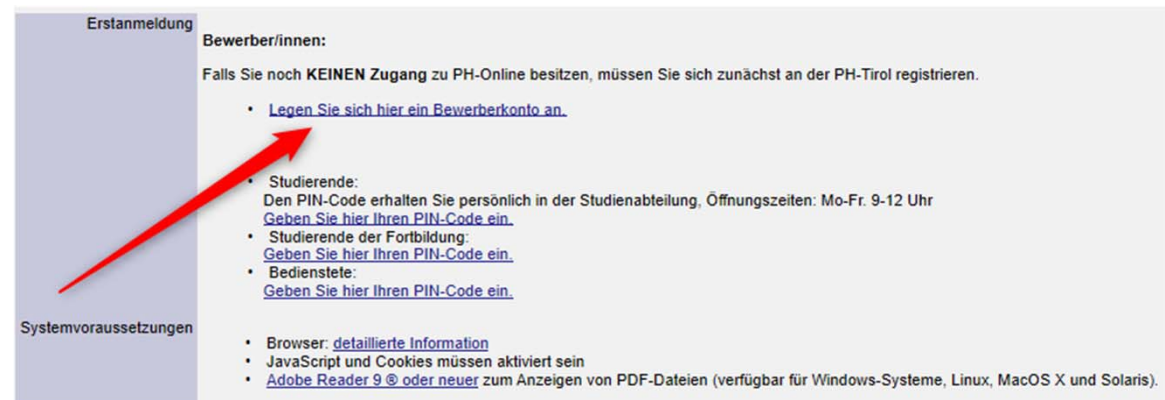 Erstanmeldung
Bewerber/innen:
Falls Sie noch KEINEN Zugang zu PH-Online besitzen, müssen Sie sich zunächst an der PH-Tirol registrieren.
• Legen Sie sich hier ein Bewerberkonto an.
• Studierende:
Den PIN-Code erhalten Sie persönlich in der Studienabteilung, Öffnungszeiten: Mo-Fr. 9-12 Uhr
Geben Sie hier Ihren PIN-Code ein.
• Studierende der Fortbildung:
Geben Sie hier Ihren PIN-Code ein.
• Bedienstete:
Geben Sie hier Ihren PIN-Code ein.
Systemvoraussetzungen
• Browser: detaillierte Information
• JavaScript und Cookies müssen aktiviert sein
• Adobe Reader 9 ® oder neuer zum Anzeigen von PDF-Dateien (verfügbar für Windows-Systeme, Linux, MacOS X und Solaris).